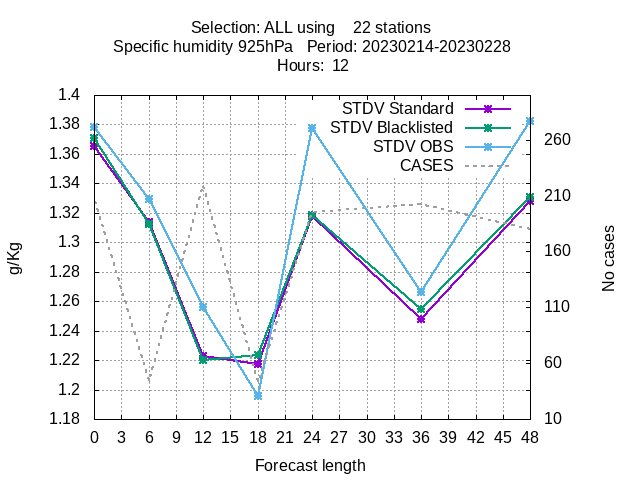 Selection: ALL using    22 stations
Specific humidity 925hPa   Period: 20230214-20230228
Hours:  12
STDV Standard
STDV Blacklisted
STDV OBS
CASES
1.4
1.38
1.36
1.34
1.32
1.3
1.28
1.26
1.24
1.22
1.2
1.18
g/Kg
260
210
160
110
60
10
No cases
0 3 6 9 12 15 18 21 24 27 30 33 36 39 42 45 48
Forecast length